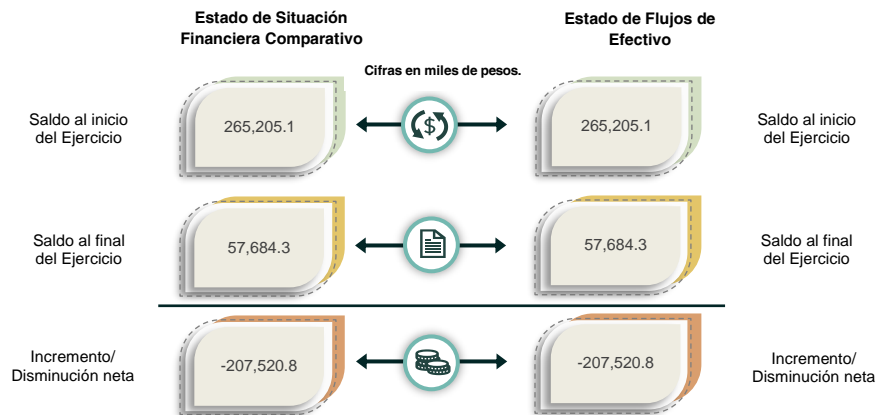 Estado de Situación
Financiera Comparativo
Estado de Flujos de
Efectivo
Cifras en miles de pesos.
Saldo al inicio
del Ejercicio
265,205.1
$
265,205.1
Saldo al inicio
del Ejercicio
Saldo al final
del Ejercicio
57,684.3
57,684.3
Saldo al final
del Ejercicio
Incremento/
Disminución neta
-207,520.8
-207,520.8
Incremento/
Disminución neta